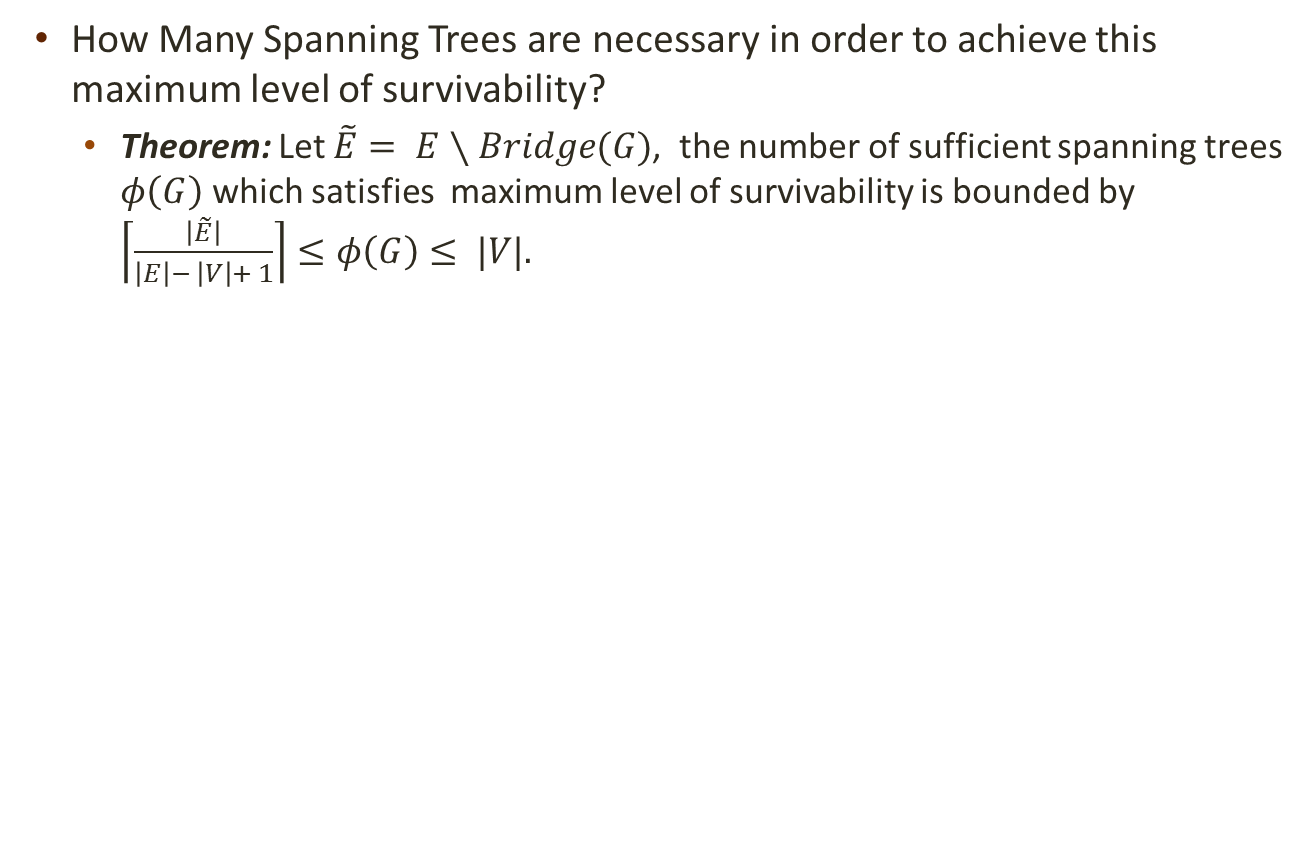 • How Many Spanning Trees are necessary in order to achieve this
maximum level of survivability?
• Theorem: Let Ẽ = E \ Bridge(G), the number of sufficient spanning trees
ϕ(G) which satisfies maximum level of survivability is bounded by
⌈|Ẽ| / |E|− |V|+ 1⌉ ≤ ϕ(G) ≤ |V|.